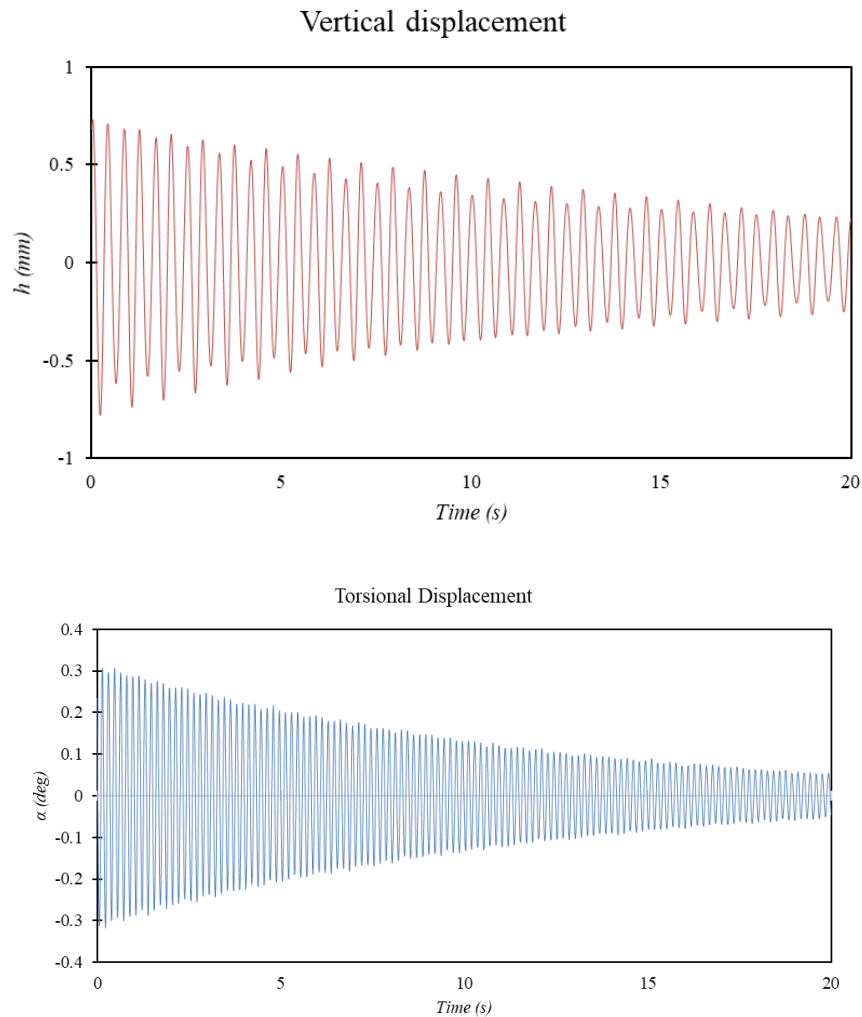 Vertical displacement
1
0.5
0
-0.5
-1
h (mm)
0 5 10 15 20
Time (s)
Torsional Displacement
0.4
0.3
0.2
0.1
0
-0.1
-0.2
-0.3
-0.4
α (deg)
0 5 10 15 20
Time (s)